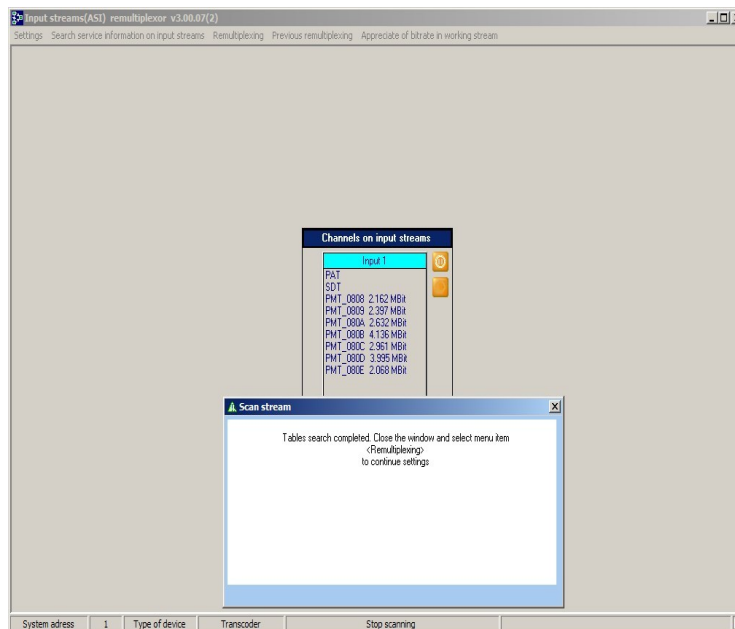 Input streams(ASI) remultiplexor v3.00.07(2)
Settings Search service information on input streams Remultiplexing Previous remultiplexing Appreciate of bitrate in working stream
Channels on input streams
Input 1
PAT
SDT
PMT_0808 2.162 MBit
PMT_0809 2.397 MBit
PMT_080A 2.632 MBit
PMT_080B 4.136 MBit
PMT_080C 2.961 MBit
PMT_080D 3.995 MBit
PMT_080E 2.068 MBit
Scan stream
Tables search completed. Close the window and select menu item
<Remultiplexing>
to continue settings
System adress 1 Type of device Transcoder Stop scanning